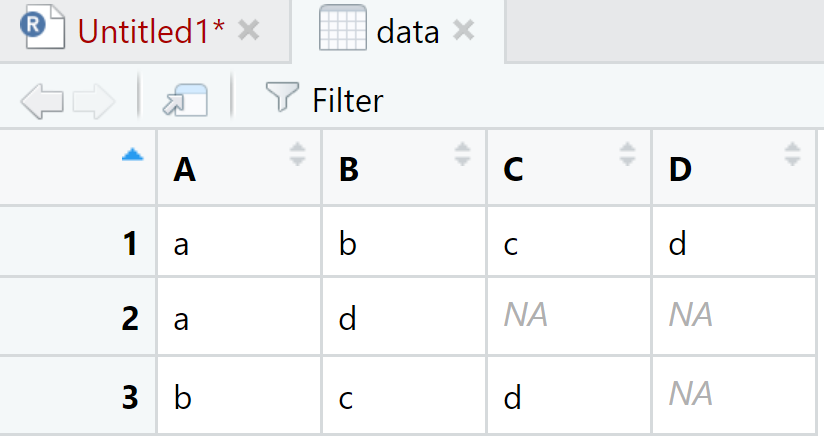 R Untitled1* data
Filter
A B C D
1 a b c d
2 a d NA NA
3 b c d NA